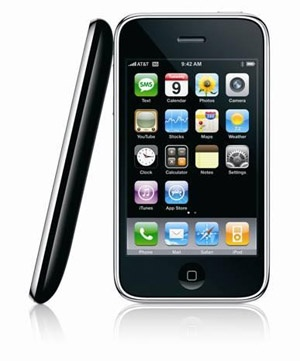 AT&T 9:42 AM
SMS 9
Text Calendar Photos Camera
YouTube Stocks Maps Weather
Clock Calculator Notes Settings
iTunes App Store
Phone Mail Safari iPod